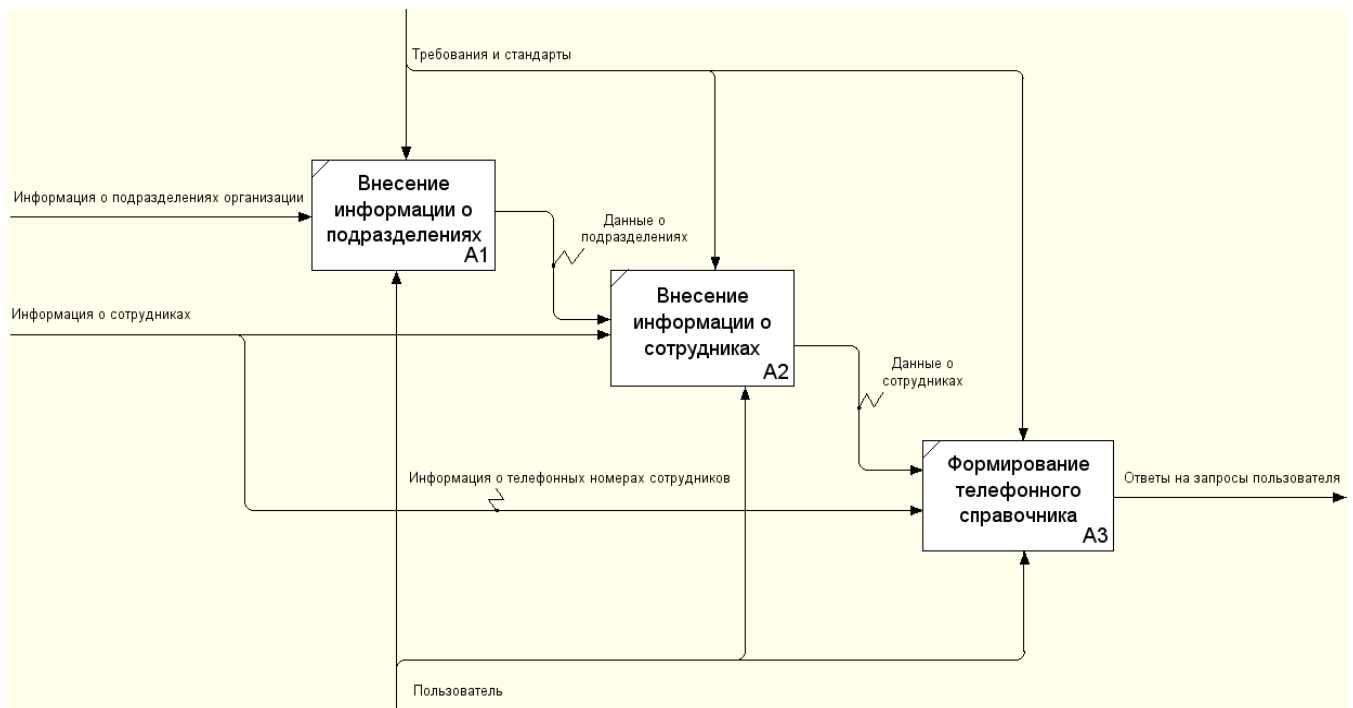 Требования и стандарты
Внесение
информации о
подразделениях
A1
Информация о подразделениях организации
Данные о
подразделениях
Внесение
информации о
сотрудниках
A2
Информация о сотрудниках
Данные о
сотрудниках
Формирование
телефонного
справочника
A3
Информация о телефонных номерах сотрудников
Ответы на запросы пользователя
Пользователь